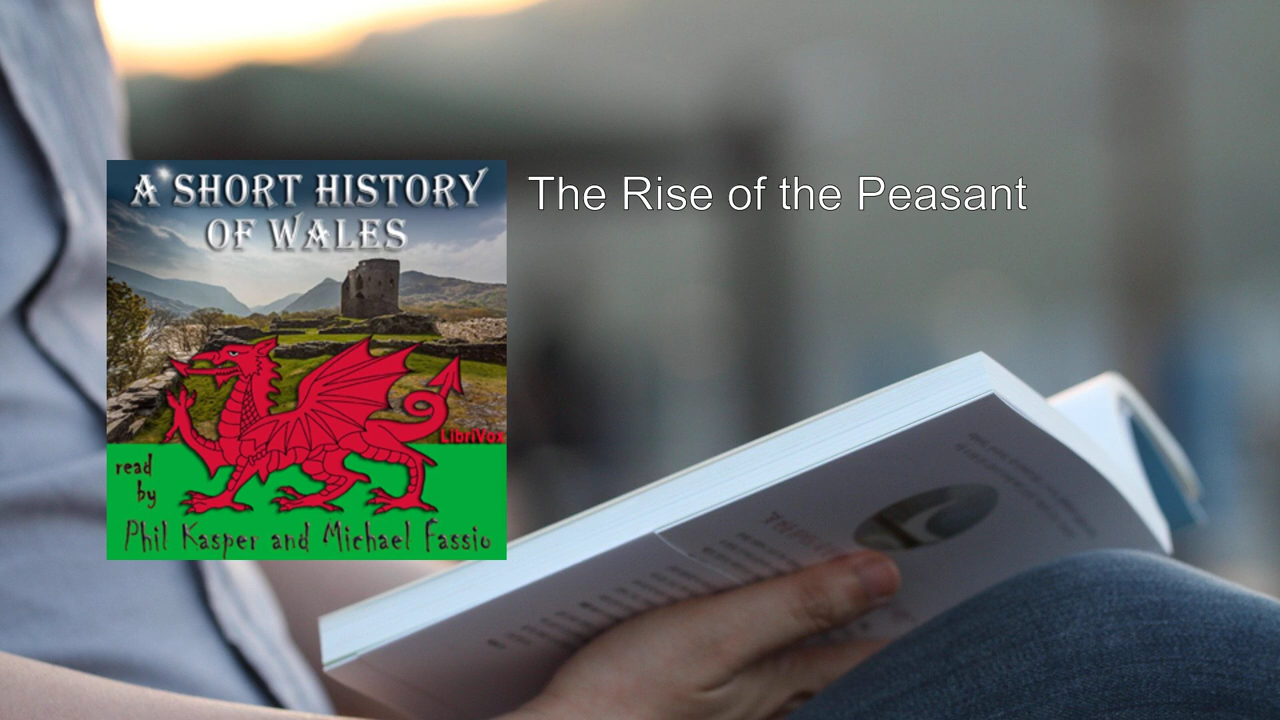 A SHORT HISTORY
OF WALES
LibriVox
read
by
Phil Kasper and Michael Fassio
The Rise of the Peasant